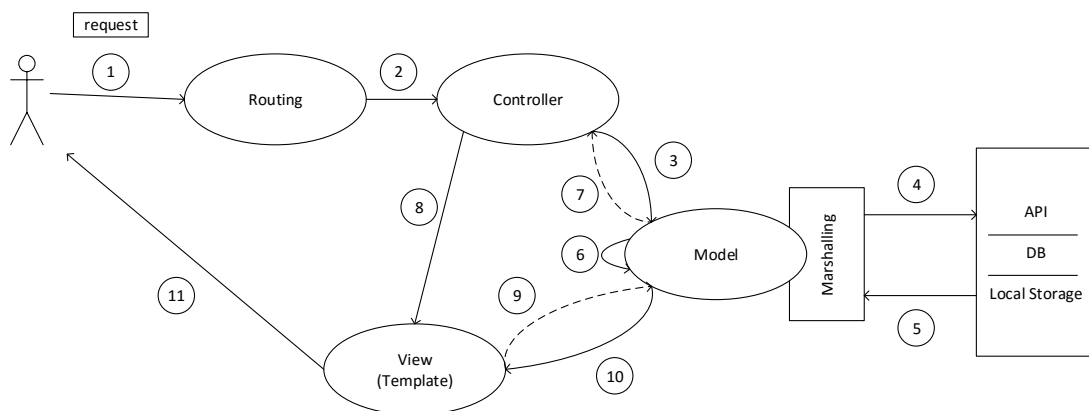 request
1
2
Routing
Controller
3
7
4
8
API
6
Model
Marshalling
DB
9
11
Local Storage
5
View
(Template)
10